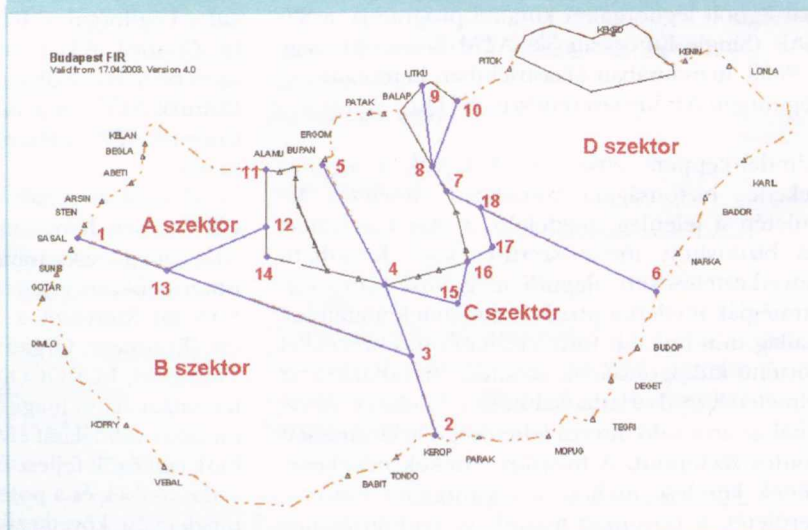 Budapest FIR
Valid from 17.04.2003. Version 4.0
PITOK
KEKIF
KENIN
LONLA
LITKU
9
10
BALAP
PATAK
D szektor
ERGOM
KELAN
BEGLA
ALAMU
BUPAN
5
11
8
7
ABETI
ARSIN
STEN
A szektor
18
HARU
BADOR
SASAL
1
12
17
NARKA
SUNIS
14
16
6
GOTAR
13
4
15
C szektor
DIMLO
B szektor
3
BUDOP
DEGET
TEGRI
KOPRY
2
KEROP
PARAK
MOPUG
VEBAL
BABIT
TONDO